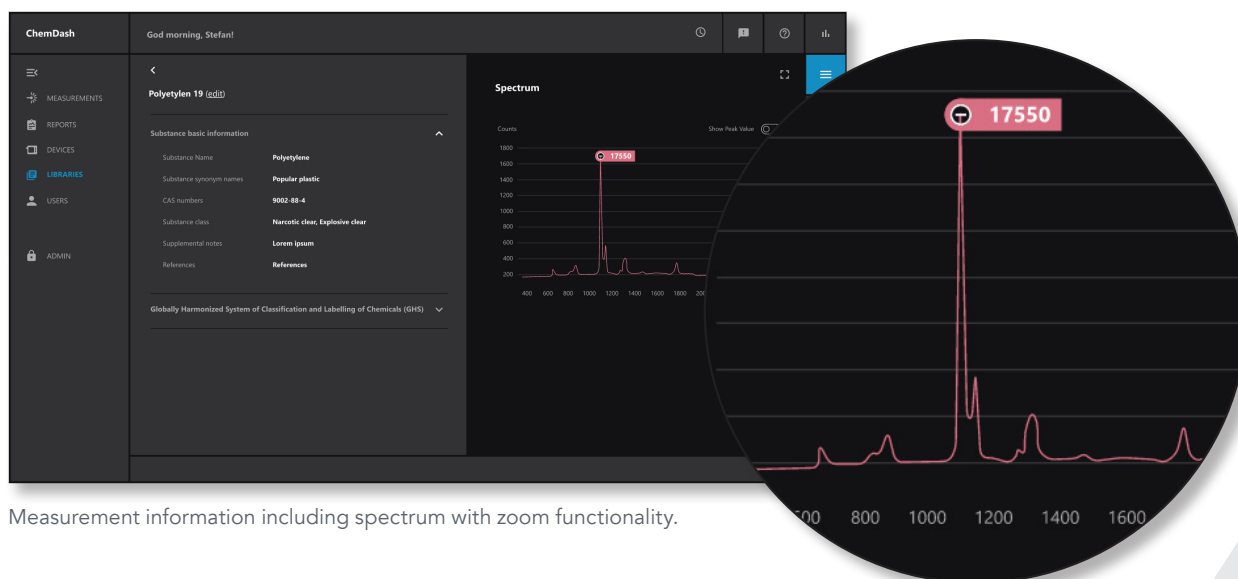 ChemDash
God morning, Stefan!
MEASUREMENTS
REPORTS
DEVICES
LIBRARIES
USERS
ADMIN
Polyetylen 19 (edit)
Substance basic information
Substance Name Polyetylene
Substance synonym names Popular plastic
CAS numbers 9002-88-4
Substance class Narcotic clear, Explosive clear
Supplemental notes Lorem ipsum
References References
Globally Harmonized System of Classification and Labelling of Chemicals (GHS)
Spectrum
Counts Show Peak Value
17550
1800
1600
1400
1200
1000
800
600
400
200
400 600 800 1000 1200 1400 1600 1800
17550
800 1000 1200 1400 1600
Measurement information including spectrum with zoom functionality.